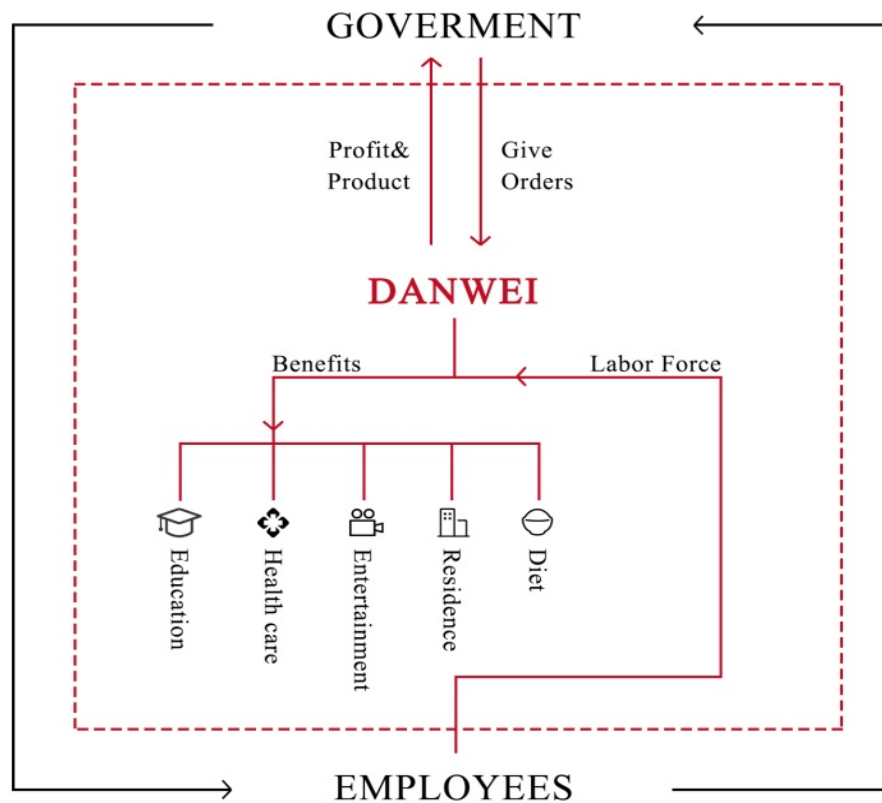 GOVERMENT
Profit&
Product
Give
Orders
DANWEI
Benefits
Labor Force
Education
Health care
Entertainment
Residence
Diet
EMPLOYEES